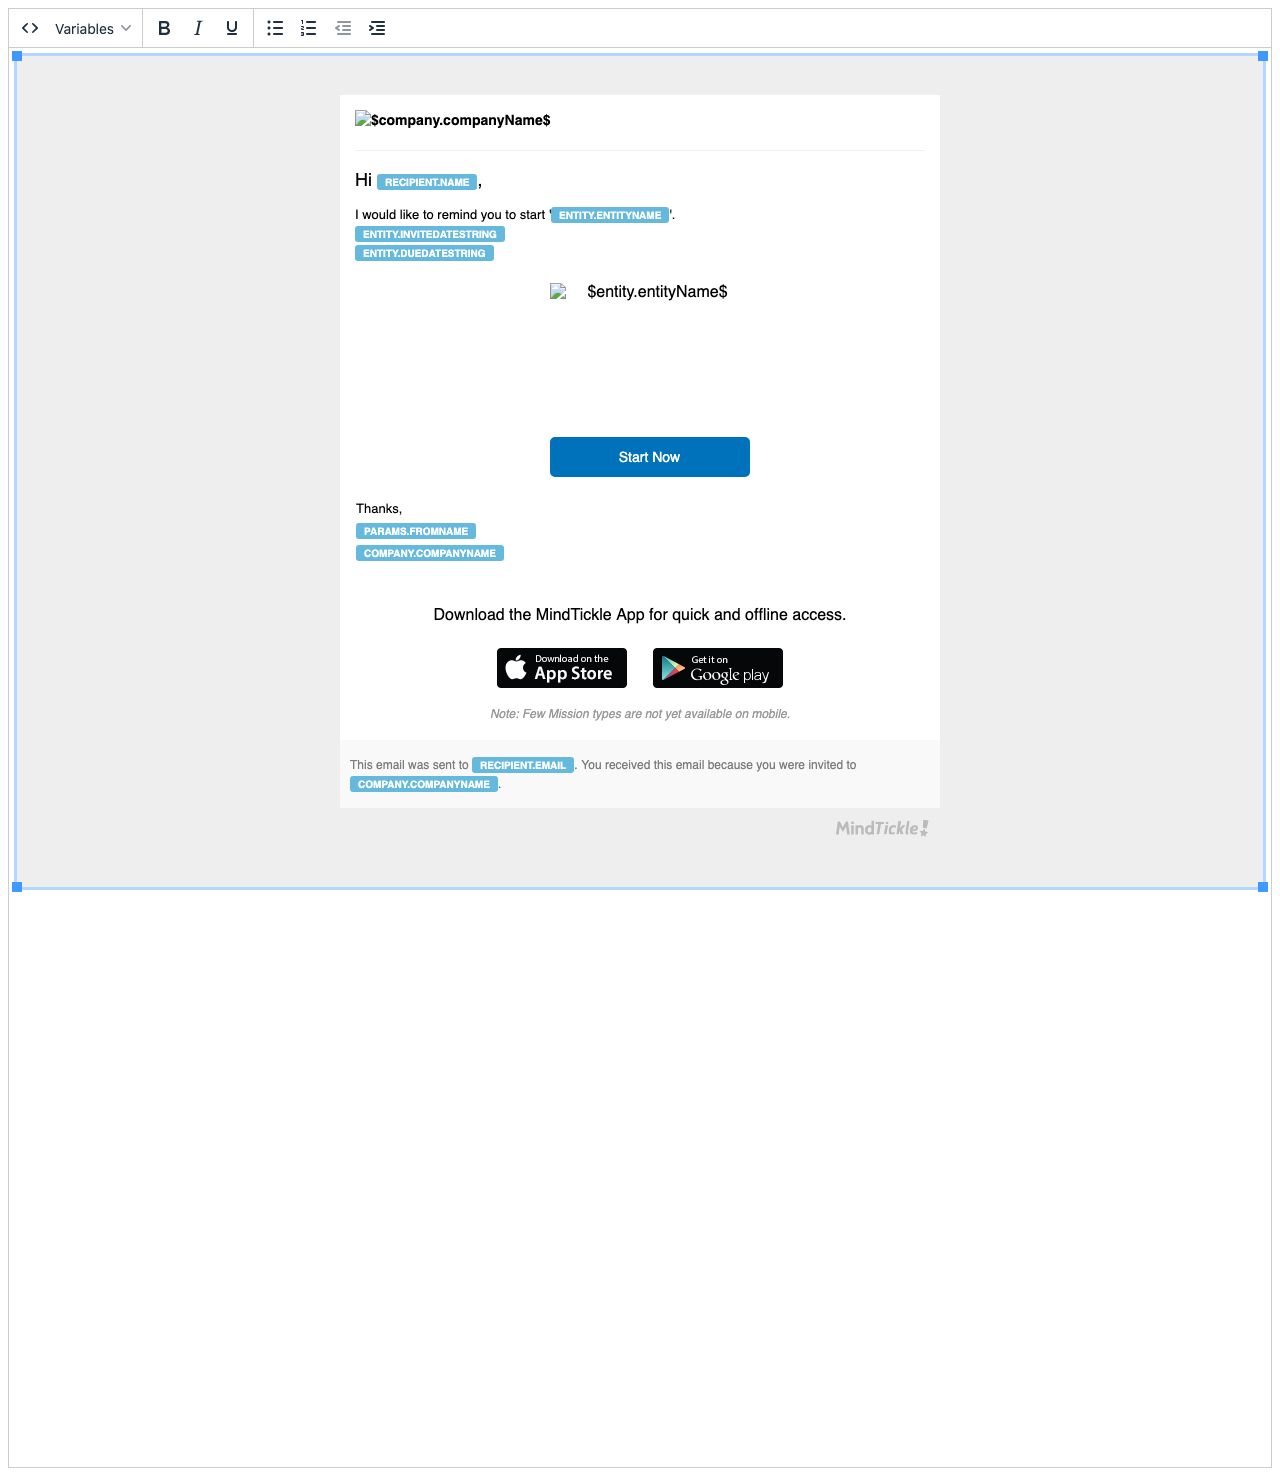 Variables
$company.companyName$
Hi RECIPIENT.NAME,
I would like to remind you to start 'ENTITY.ENTITYNAME'.
ENTITY.INVITEDATESTRING
ENTITY.DUEDATESTRING
$entity.entityName$
Start Now
Thanks,
PARAMS.FROMNAME
COMPANY.COMPANYNAME
Download the MindTickle App for quick and offline access.
Download on the
App Store
Get it on
Google play
Note: Few Mission types are not yet available on mobile.
This email was sent to RECIPIENT.EMAIL. You received this email because you were invited to
COMPANY.COMPANYNAME.
MindTickle!